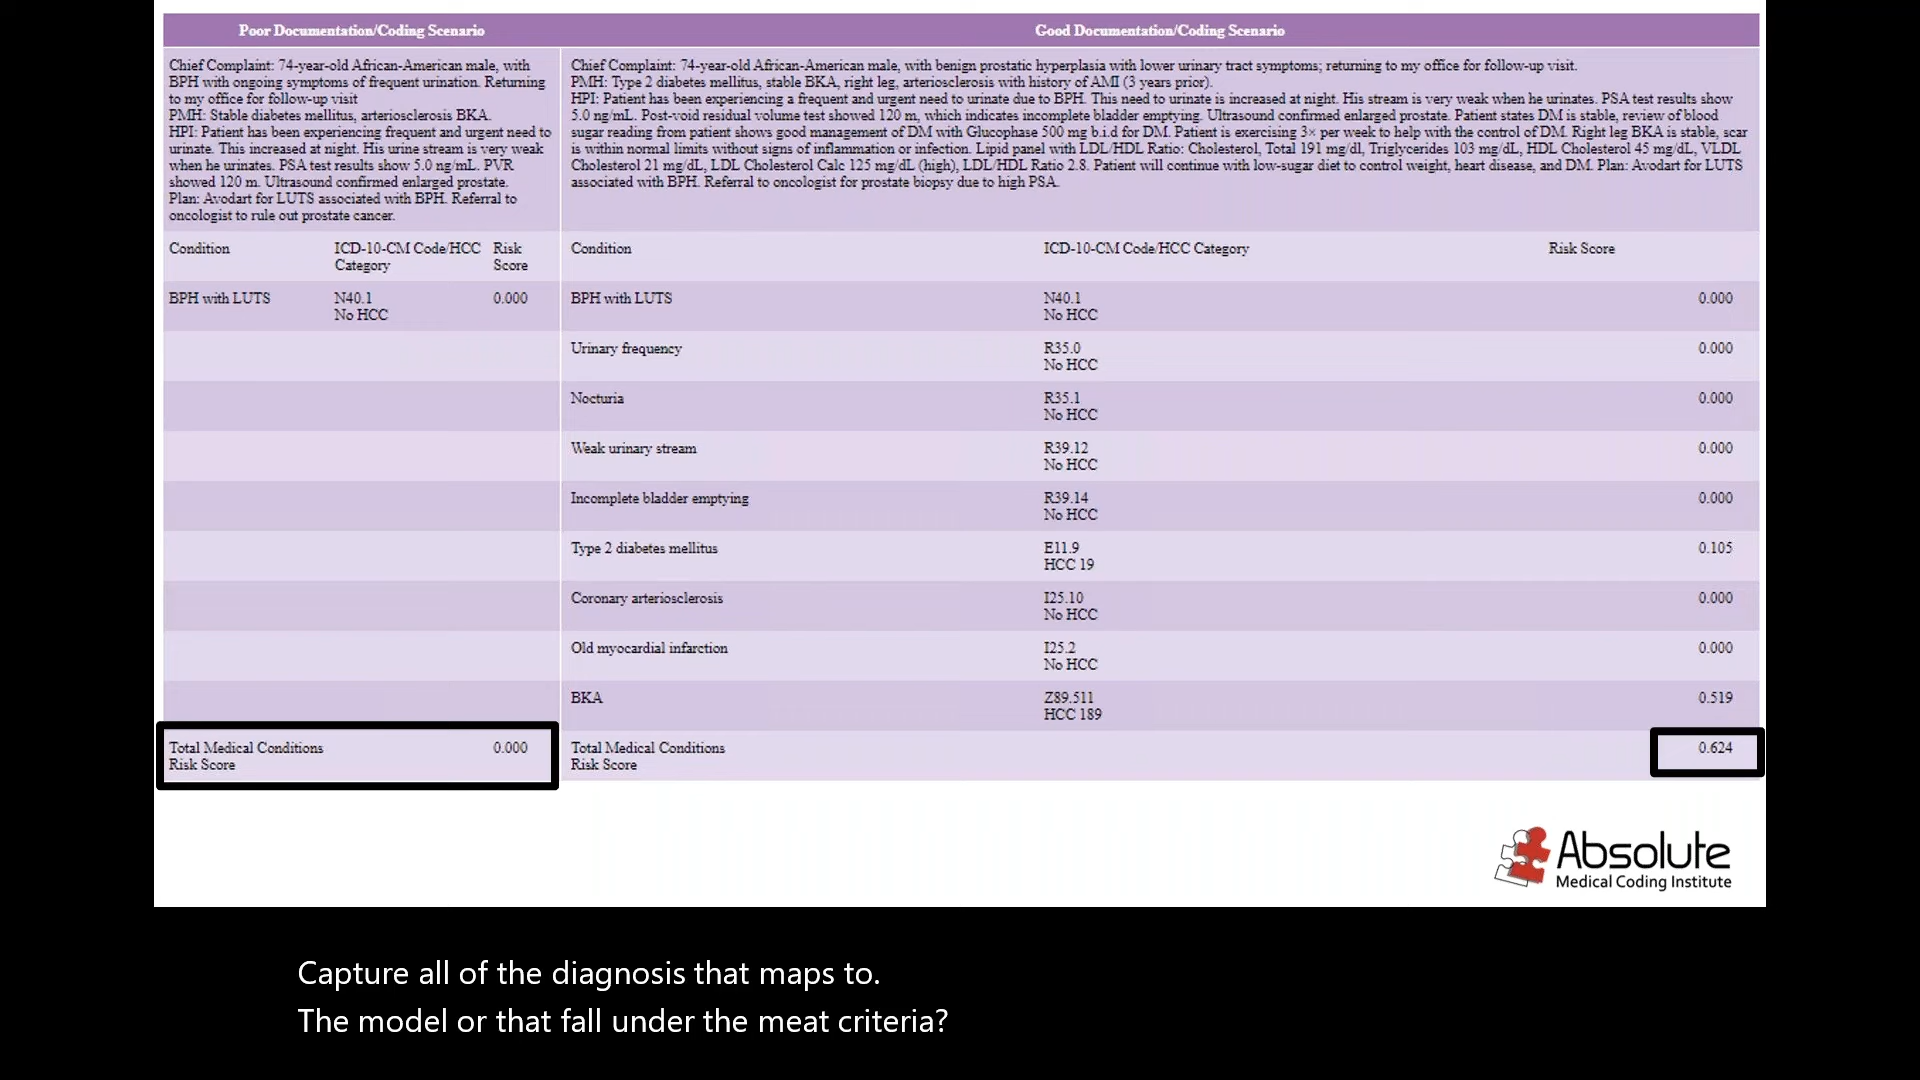 Poor Documentation/Coding Scenario
Good Documentation/Coding Scenario
Chief Complaint: 74-year-old African-American male, with
BPH with ongoing symptoms of frequent urination. Returning
to my office for follow-up visit
PMH: Stable diabetes mellitus, arteriosclerosis BKA.
HPI: Patient has been experiencing frequent and urgent need to
urinate. This increased at night. His urine stream is very weak
when he urinates. PSA test results show 5.0 ng/mL. PVR
showed 120 m. Ultrasound confirmed enlarged prostate.
Plan: Avodart for LUTS associated with BPH. Referral to
oncologist to rule out prostate cancer.
Chief Complaint: 74-year-old African-American male, with benign prostatic hyperplasia with lower urinary tract symptoms; returning to my office for follow-up visit.
PMH: Type 2 diabetes mellitus, stable BKA, right leg, arteriosclerosis with history of AMI (3 years prior).
HPI: Patient has been experiencing a frequent and urgent need to urinate due to BPH. This need to urinate is increased at night. His stream is very weak when he urinates. PSA test results show
5.0 ng/mL. Post-void residual volume test showed 120 m, which indicates incomplete bladder emptying. Ultrasound confirmed enlarged prostate. Patient states DM is stable, review of blood
sugar reading from patient shows good management of DM with Glucophase 500 mg b.i.d for DM. Patient is exercising 3× per week to help with the control of DM. Right leg BKA is stable, scar
is within normal limits without signs of inflammation or infection. Lipid panel with LDL/HDL Ratio: Cholesterol, Total 191 mg/dl, Triglycerides 103 mg/dL, HDL Cholesterol 45 mg/dL, VLDL
Cholesterol 21 mg/dL, LDL Cholesterol Calc 125 mg/dL (high), LDL/HDL Ratio 2.8. Patient will continue with low-sugar diet to control weight, heart disease, and DM. Plan: Avodart for LUTS
associated with BPH. Referral to oncologist for prostate biopsy due to high PSA.
Condition ICD-10-CM Code/HCC Risk
Category Score
Condition ICD-10-CM Code/HCC Category Risk Score
BPH with LUTS N40.1 0.000
No HCC
BPH with LUTS N40.1 0.000
No HCC
Urinary frequency R35.0 0.000
No HCC
Nocturia R35.1 0.000
No HCC
Weak urinary stream R39.12 0.000
No HCC
Incomplete bladder emptying R39.14 0.000
No HCC
Type 2 diabetes mellitus E11.9 0.105
HCC 19
Coronary arteriosclerosis I25.10 0.000
No HCC
Old myocardial infarction I25.2 0.000
No HCC
BKA Z89.511 0.519
HCC 189
Total Medical Conditions 0.000
Risk Score
Total Medical Conditions 0.624
Risk Score
Absolute
Medical Coding Institute
Capture all of the diagnosis that maps to.
The model or that fall under the meat criteria?